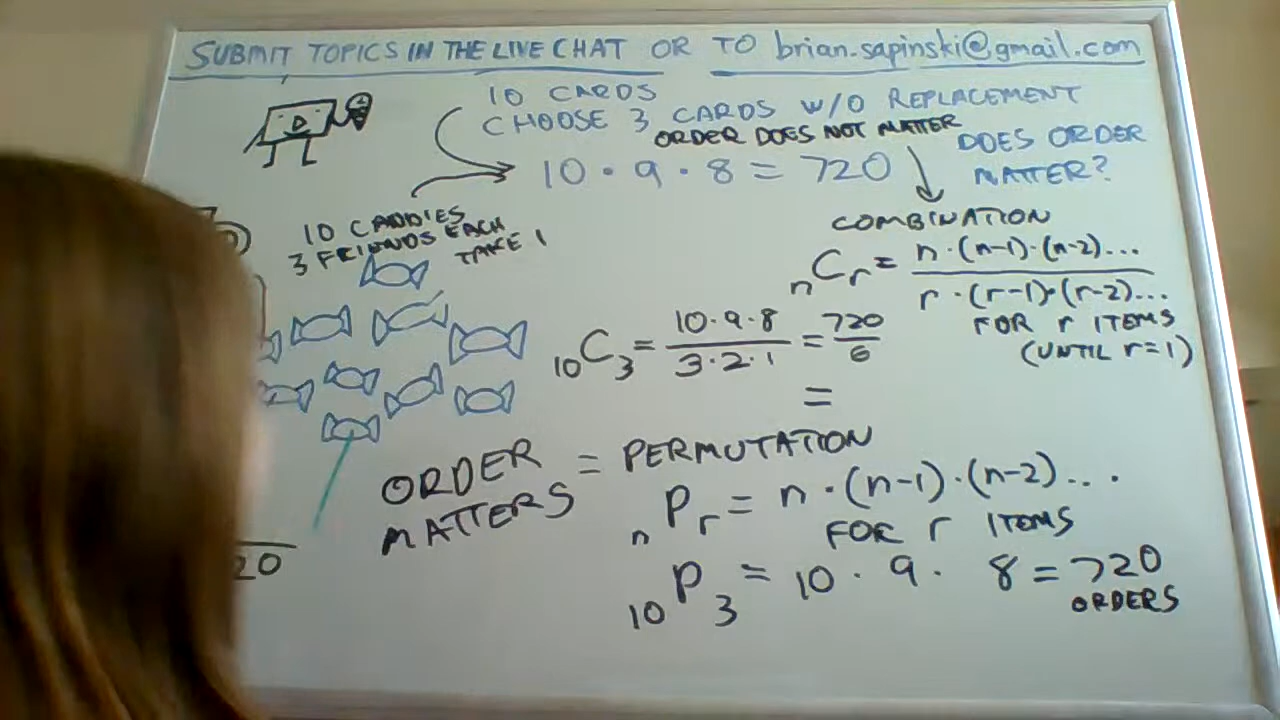 SUBMIT TOPICS IN THE LIVE CHAT OR TO brian.sapinski@gmail.com
10 CARDS
CHOOSE 3 CARDS W/O REPLACEMENT
ORDER DOES NOT MATTER
DOES ORDER
MATTER?
10 · 9 · 8 = 720
10 CANDIES
3 FRIENDS EACH
TAKE 1
COMBINATION
nCr = n·(n-1)·(n-2)...
r·(r-1)·(r-2)...
FOR r ITEMS
(UNTIL r=1)
10C3 = 10·9·8 = 720
3·2·1 6
=
ORDER
MATTERS
= PERMUTATION
nPr = n·(n-1)·(n-2)...
FOR r ITEMS
10P3 = 10 · 9 · 8 = 720
ORDERS
20